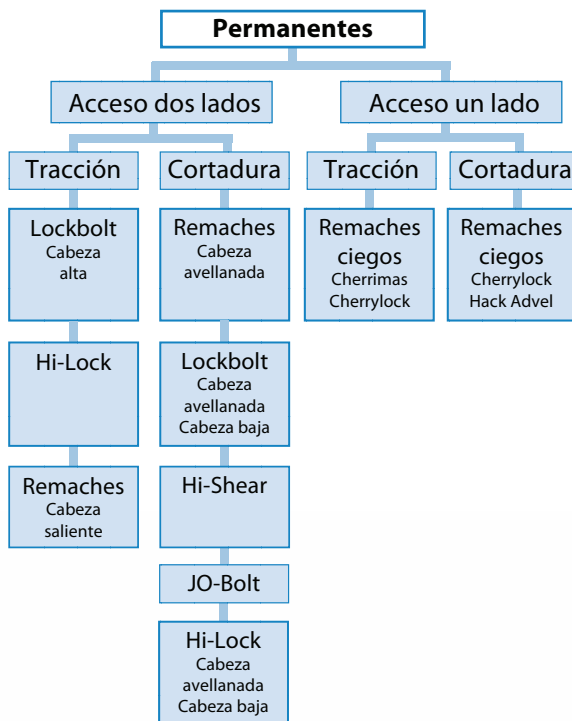 Permanentes
Acceso dos lados
Acceso un lado
Tracción
Cortadura
Tracción
Cortadura
Lockbolt
Cabeza
alta
Hi-Lock
Remaches
Cabeza
saliente
Remaches
Cabeza
avellanada
Lockbolt
Cabeza
avellanada
Cabeza baja
Hi-Shear
JO-Bolt
Hi-Lock
Cabeza
avellanada
Cabeza baja
Remaches
ciegos
Cherrimas
Cherrylock
Remaches
ciegos
Cherrylock
Hack Advel